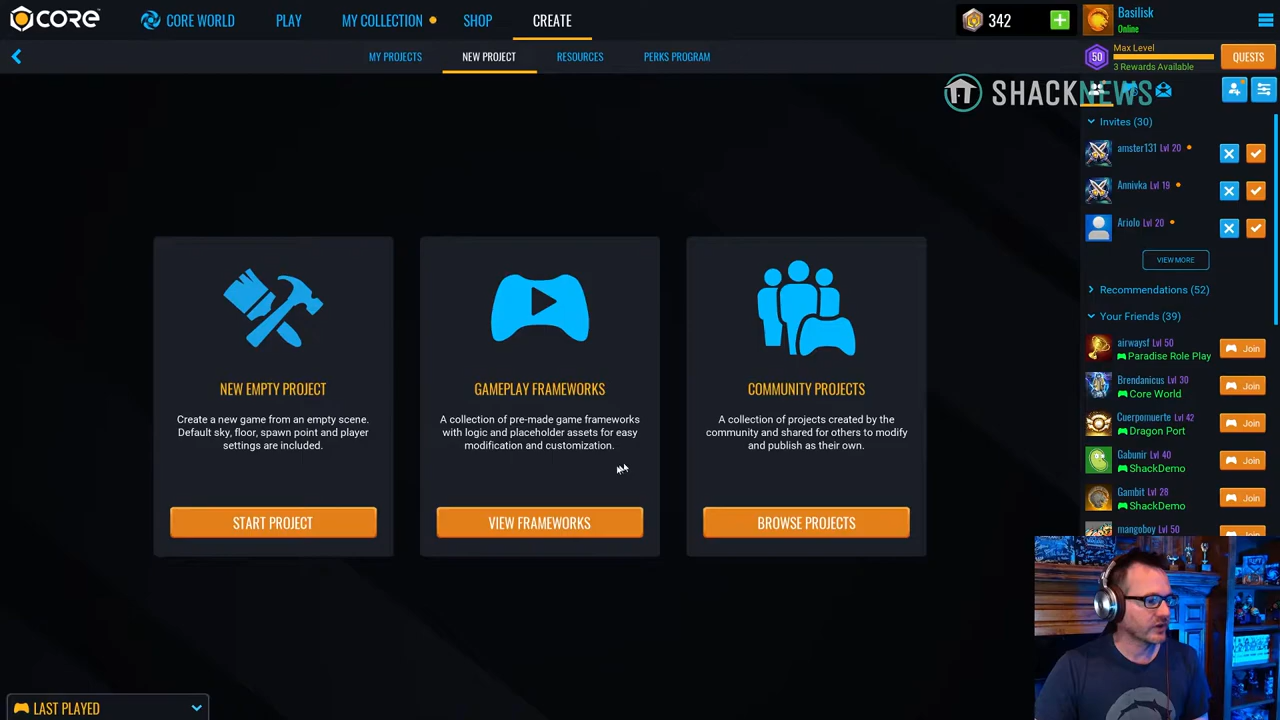 CORE
CORE WORLD
PLAY
MY COLLECTION
SHOP
CREATE
342
Basilisk
Online
MY PROJECTS
NEW PROJECT
RESOURCES
PERKS PROGRAM
50
Max Level
3 Rewards Available
QUESTS
SHACKNEWS
Invites (30)
amster131 Lvl 20
Annivka Lvl 19
Ariolo Lvl 20
VIEW MORE
Recommendations (52)
Your Friends (39)
airwaysf Lvl 50
Paradise Role Play
Join
Brendanicus Lvl 30
Core World
Join
Cuerpomuerte Lvl 42
Dragon Port
Join
Gabunir Lvl 40
ShackDemo
Join
Gambit Lvl 28
ShackDemo
Join
mangoboy Lvl 50
Join
NEW EMPTY PROJECT
Create a new game from an empty scene.
Default sky, floor, spawn point and player
settings are included.
START PROJECT
GAMEPLAY FRAMEWORKS
A collection of pre-made game frameworks
with logic and placeholder assets for easy
modification and customization.
VIEW FRAMEWORKS
COMMUNITY PROJECTS
A collection of projects created by the
community and shared for others to modify
and publish as their own.
BROWSE PROJECTS
LAST PLAYED